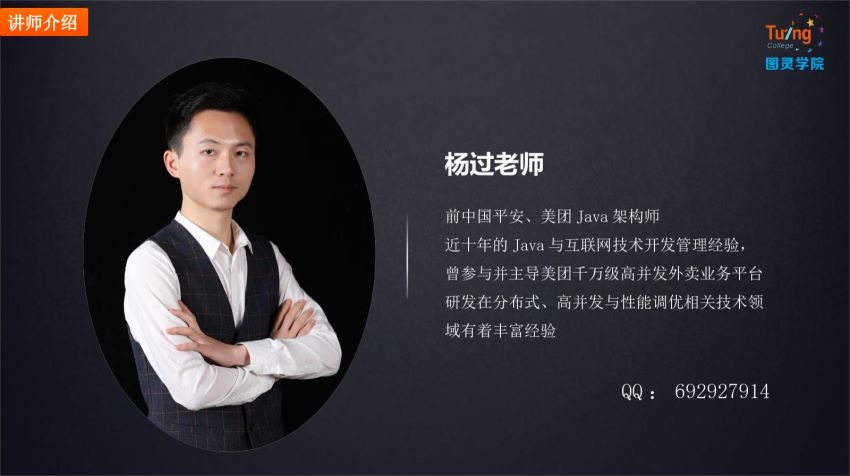 讲师介绍
Tuling
College
图灵学院
杨过老师
前中国平安、美团 Java 架构师
近十年的 Java 与互联网技术开发管理经验，
曾参与并主导美团千万级高并发外卖业务平台
研发在分布式、高并发与性能调优相关技术领
域有着丰富经验
QQ： 692927914